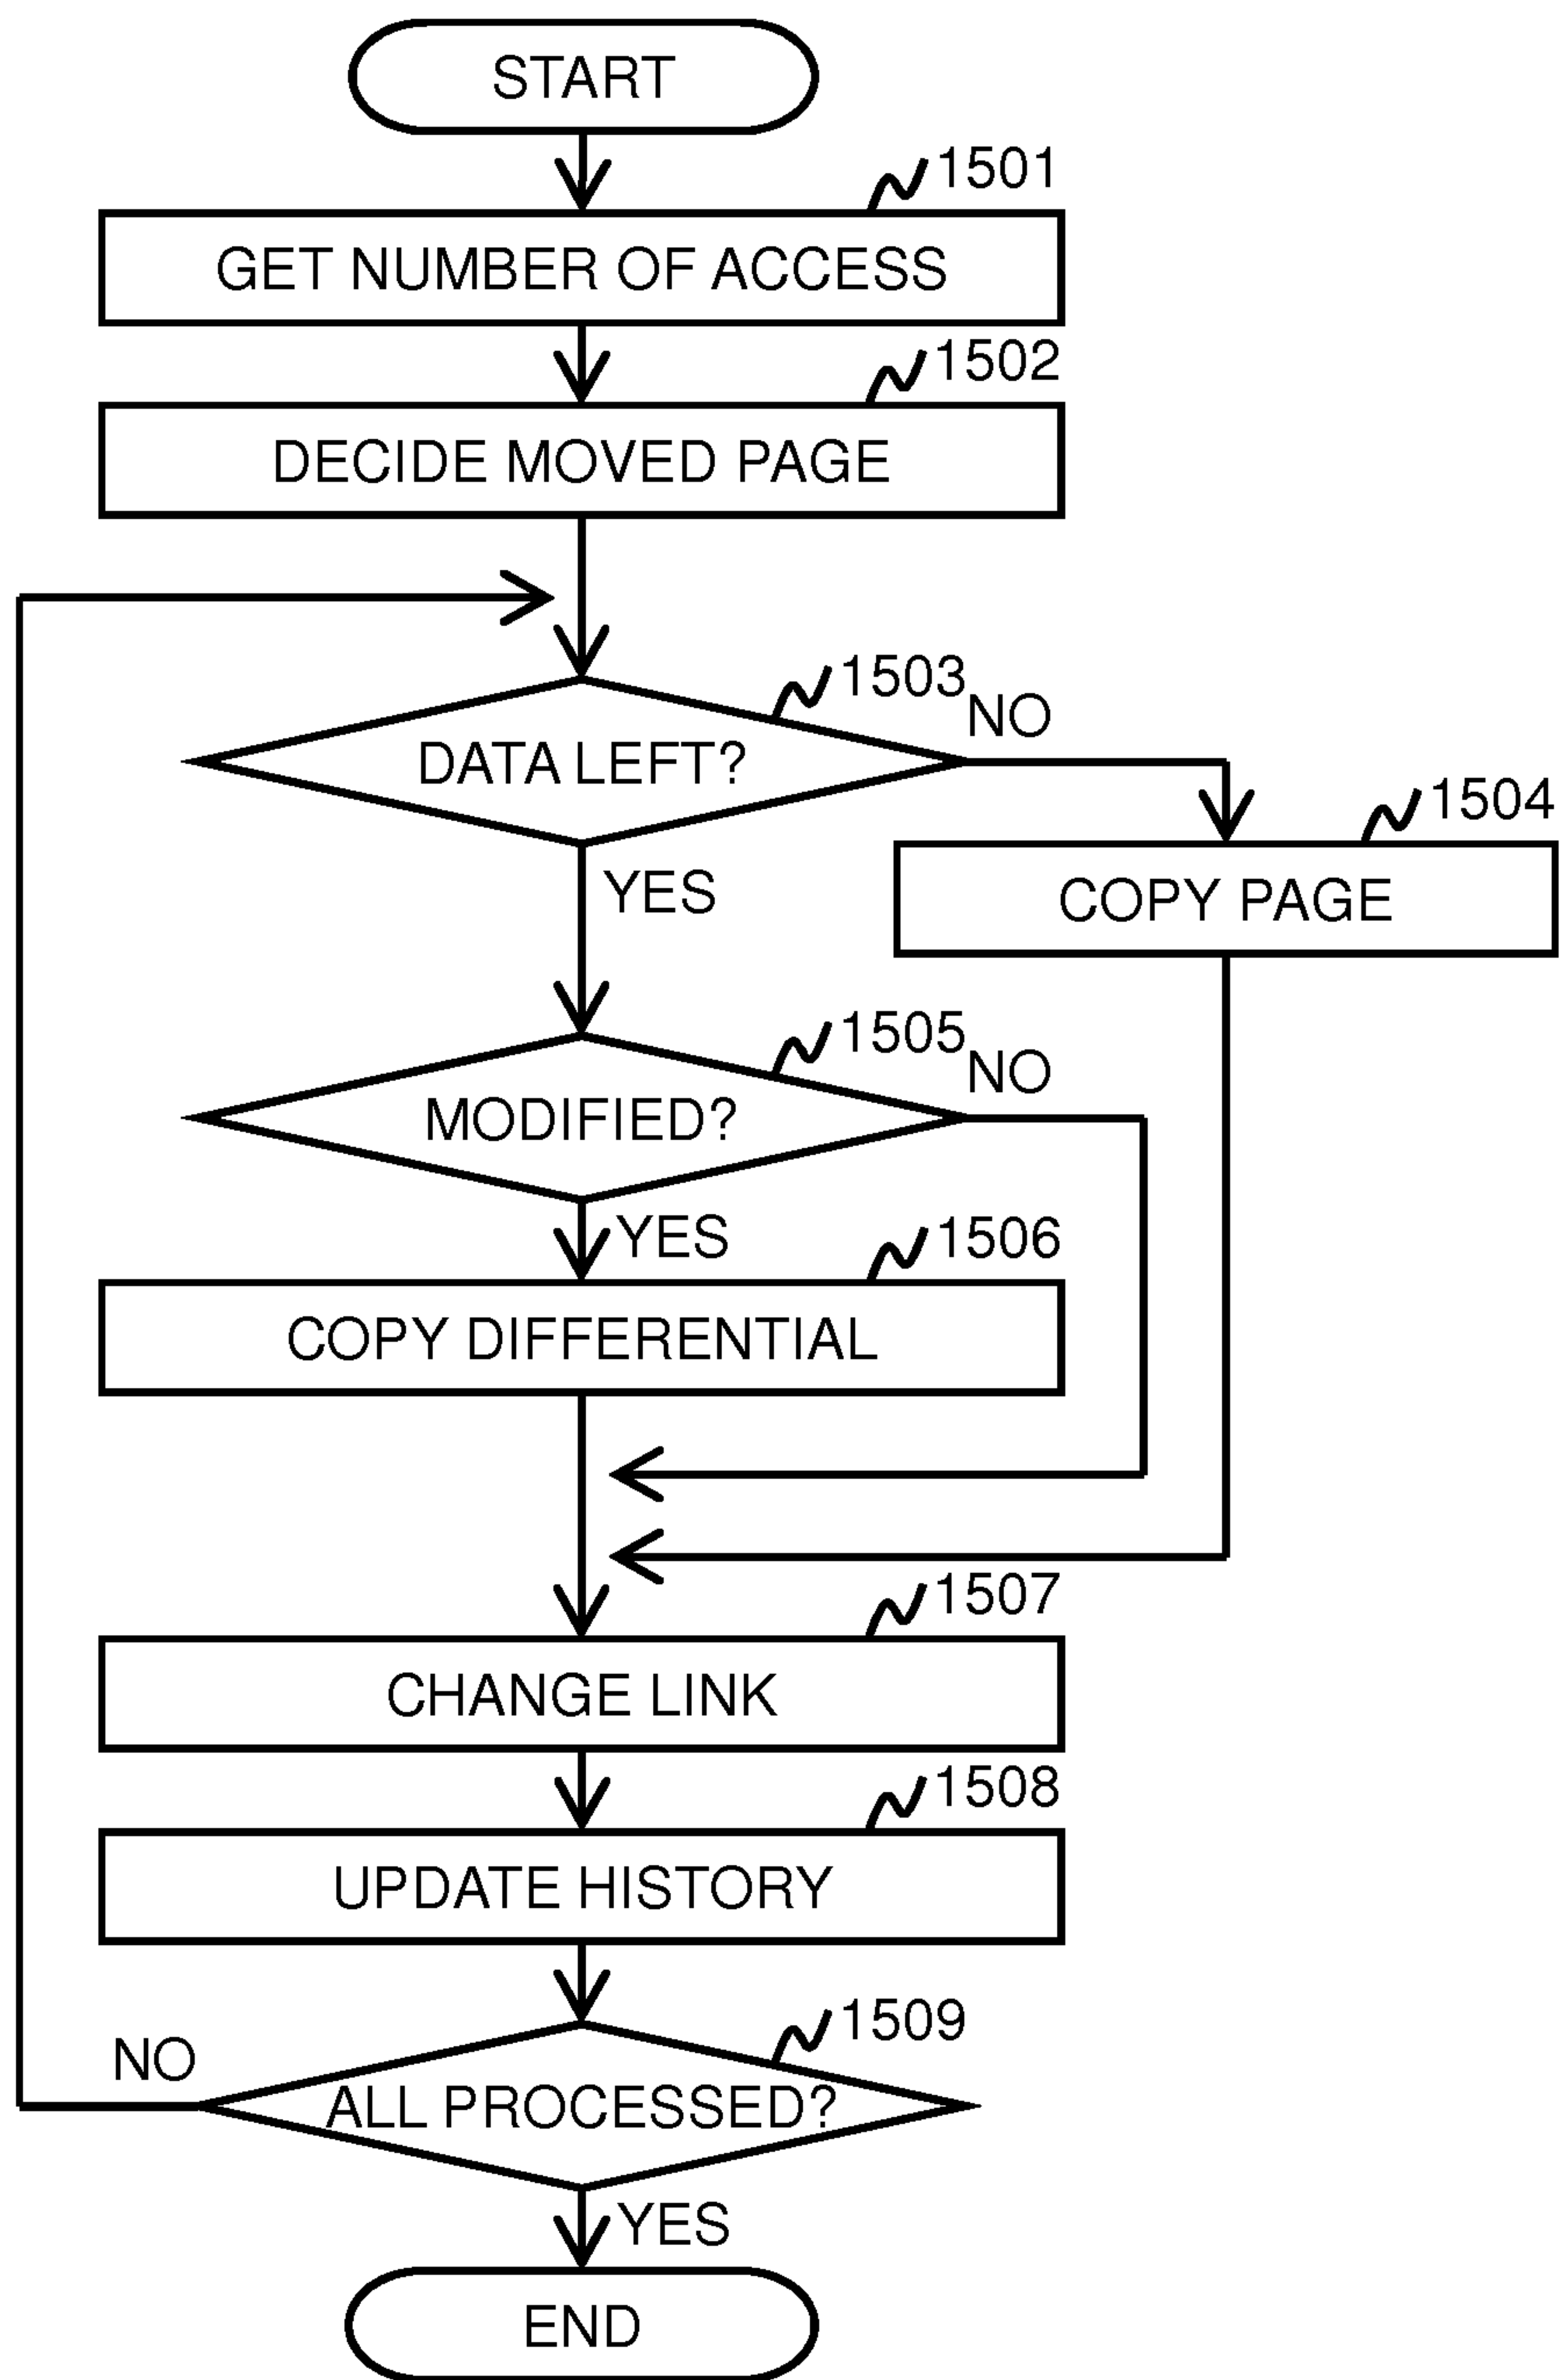 START
1501
GET NUMBER OF ACCESS
1502
DECIDE MOVED PAGE
1503
NO
DATA LEFT?
1504
YES
COPY PAGE
1505
NO
MODIFIED?
YES
1506
COPY DIFFERENTIAL
1507
CHANGE LINK
1508
UPDATE HISTORY
1509
NO
ALL PROCESSED?
YES
END